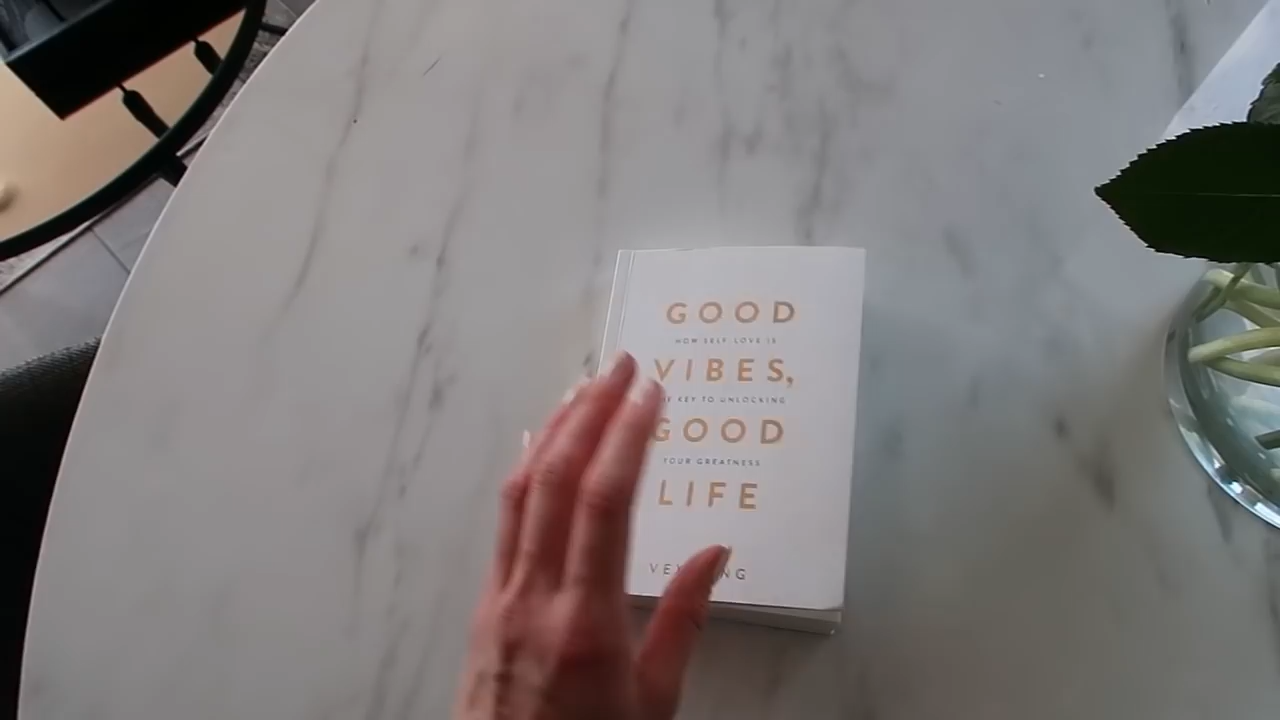 GOOD
HOW SELF LOVE IS
VIBES,
KEY TO UNLOCKING
GOOD
YOUR GREATNESS
LIFE